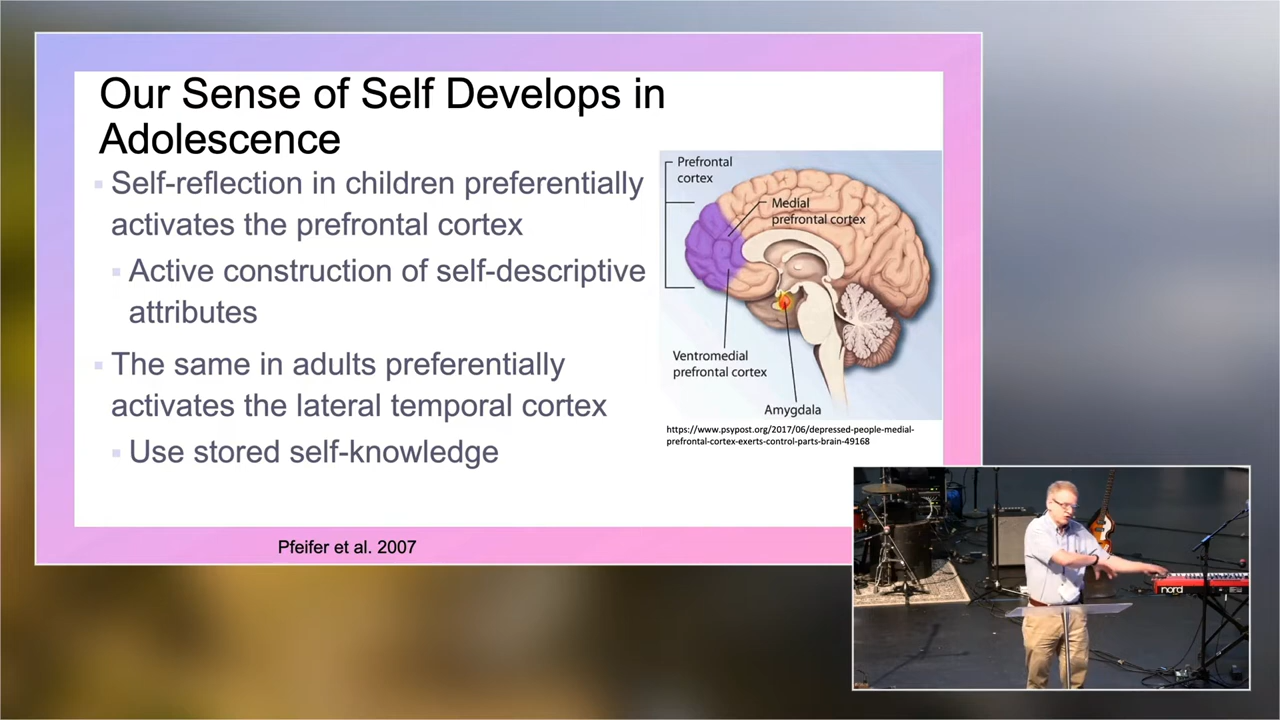 Our Sense of Self Develops in
Adolescence
▪ Self-reflection in children preferentially
activates the prefrontal cortex
▪ Active construction of self-descriptive
attributes
▪ The same in adults preferentially
activates the lateral temporal cortex
▪ Use stored self-knowledge
Prefrontal
cortex
Medial
prefrontal cortex
Ventromedial
prefrontal cortex
Amygdala
https://www.psypost.org/2017/06/depressed-people-medial-
prefrontal-cortex-exerts-control-parts-brain-49168
Pfeifer et al. 2007
nord